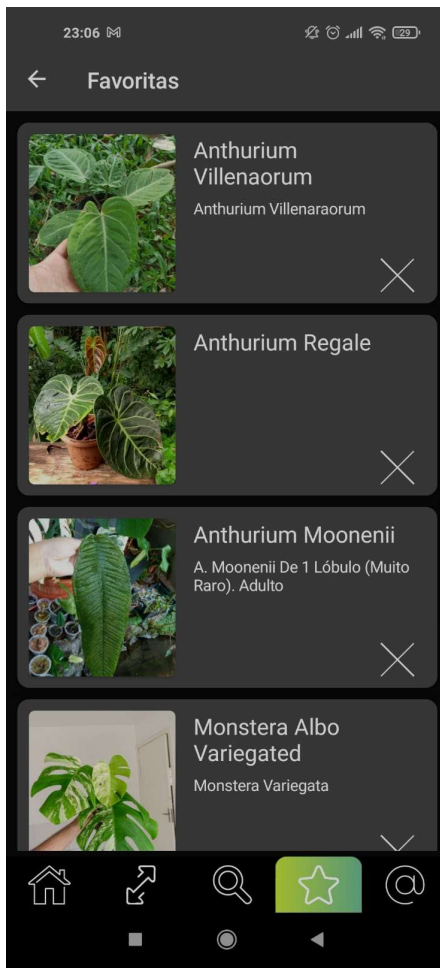 23:06
29
Favoritas
Anthurium
Villenaorum
Anthurium Villenaraorum
Anthurium Regale
Anthurium Moonenii
A. Moonenii De 1 Lóbulo (Muito
Raro). Adulto
Monstera Albo
Variegated
Monstera Variegata